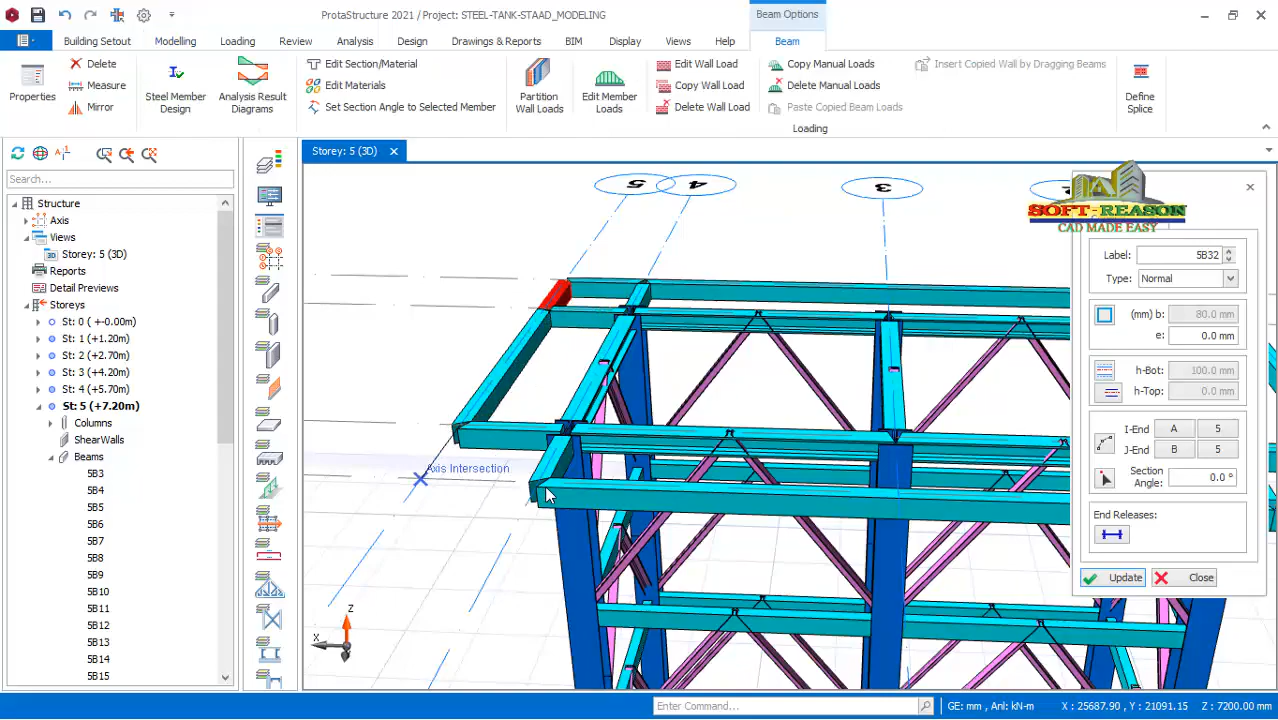 ProtaStructure 2021 / Project: STEEL-TANK-STAAD_MODELING
Beam Options
Building Setout
Modelling
Loading
Review
Analysis
Design
Drawings & Reports
BIM
Display
Views
Help
Beam
Properties
Delete
Measure
Mirror
Steel Member
Design
Analysis Result
Diagrams
Edit Section/Material
Edit Materials
Set Section Angle to Selected Member
Partition
Wall Loads
Edit Member
Loads
Edit Wall Load
Copy Wall Load
Delete Wall Load
Copy Manual Loads
Delete Manual Loads
Paste Copied Beam Loads
Insert Copied Wall by Dragging Beams
Loading
Define
Splice
Storey: 5 (3D)
Search...
Structure
Axis
Views
Storey: 5 (3D)
Reports
Detail Previews
Storeys
St: 0 ( +-0.00m)
St: 1 (+1.20m)
St: 2 (+2.70m)
St: 3 (+4.20m)
St: 4 (+5.70m)
St: 5 (+7.20m)
Columns
ShearWalls
Beams
5B3
5B4
5B5
5B6
5B7
5B8
5B9
5B10
5B11
5B12
5B13
5B14
5B15
5
4
3
Axis Intersection
Z
X
SOFT-REASON
CAD MADE EASY
Label: 5B32
Type: Normal
(mm) b: 80.0 mm
e: 0.0 mm
h-Bot: 100.0 mm
h-Top: 0.0 mm
I-End A 5
J-End B 5
Section
Angle: 0.0 °
End Releases:
Update
Close
Enter Command...
GE: mm , Anl: kN-m
X : 25687.90 , Y : 21091.15
Z : 7200.00 mm